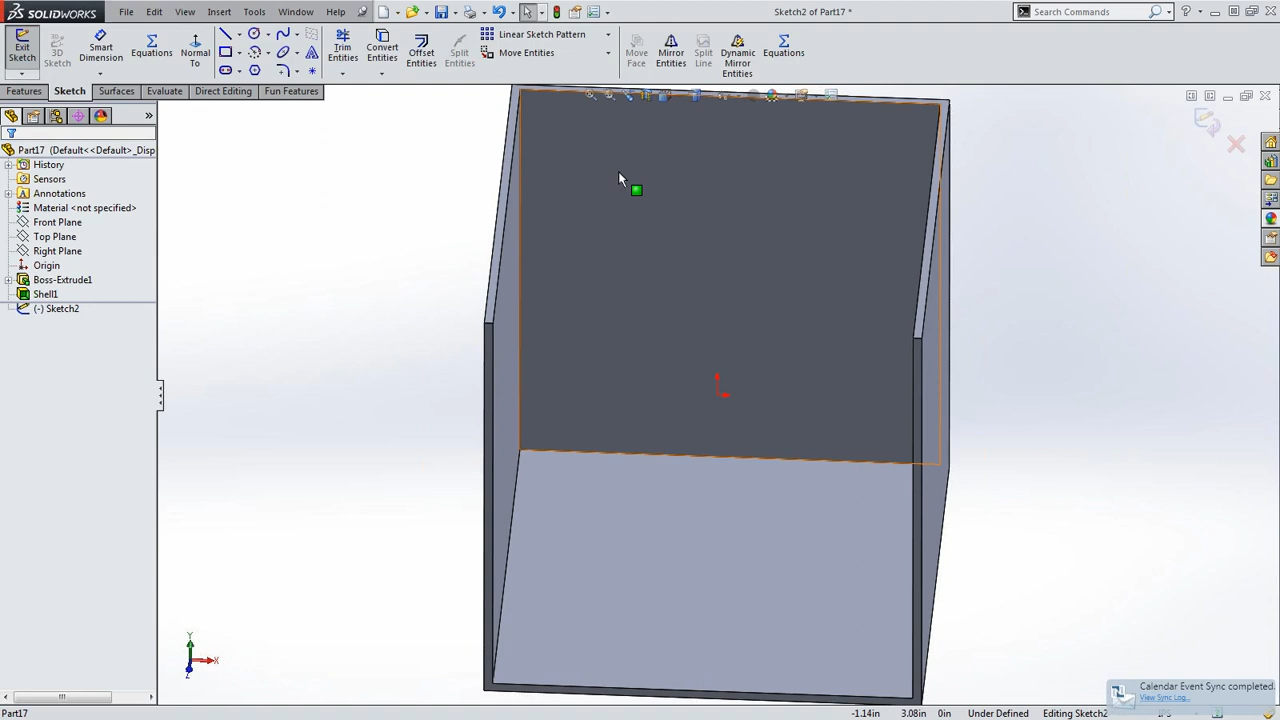 SOLIDWORKS File Edit View Insert Tools Window Help Sketch2 of Part17 * Search Commands
Exit Sketch 3D Sketch Smart Dimension Equations Normal To Trim Entities Convert Entities Offset Entities Split Entities Linear Sketch Pattern Move Entities Move Face Mirror Entities Split Line Dynamic Mirror Entities Equations
Features Sketch Surfaces Evaluate Direct Editing Fun Features
Part17 (Default<<Default>_Disp
History
Sensors
Annotations
Material <not specified>
Front Plane
Top Plane
Right Plane
Origin
Boss-Extrude1
Shell1
(-) Sketch2
Y
X
Z
Calendar Event Sync completed.
View Sync Log...
Part17 -1.14in 3.08in 0in Under Defined Editing Sketch2